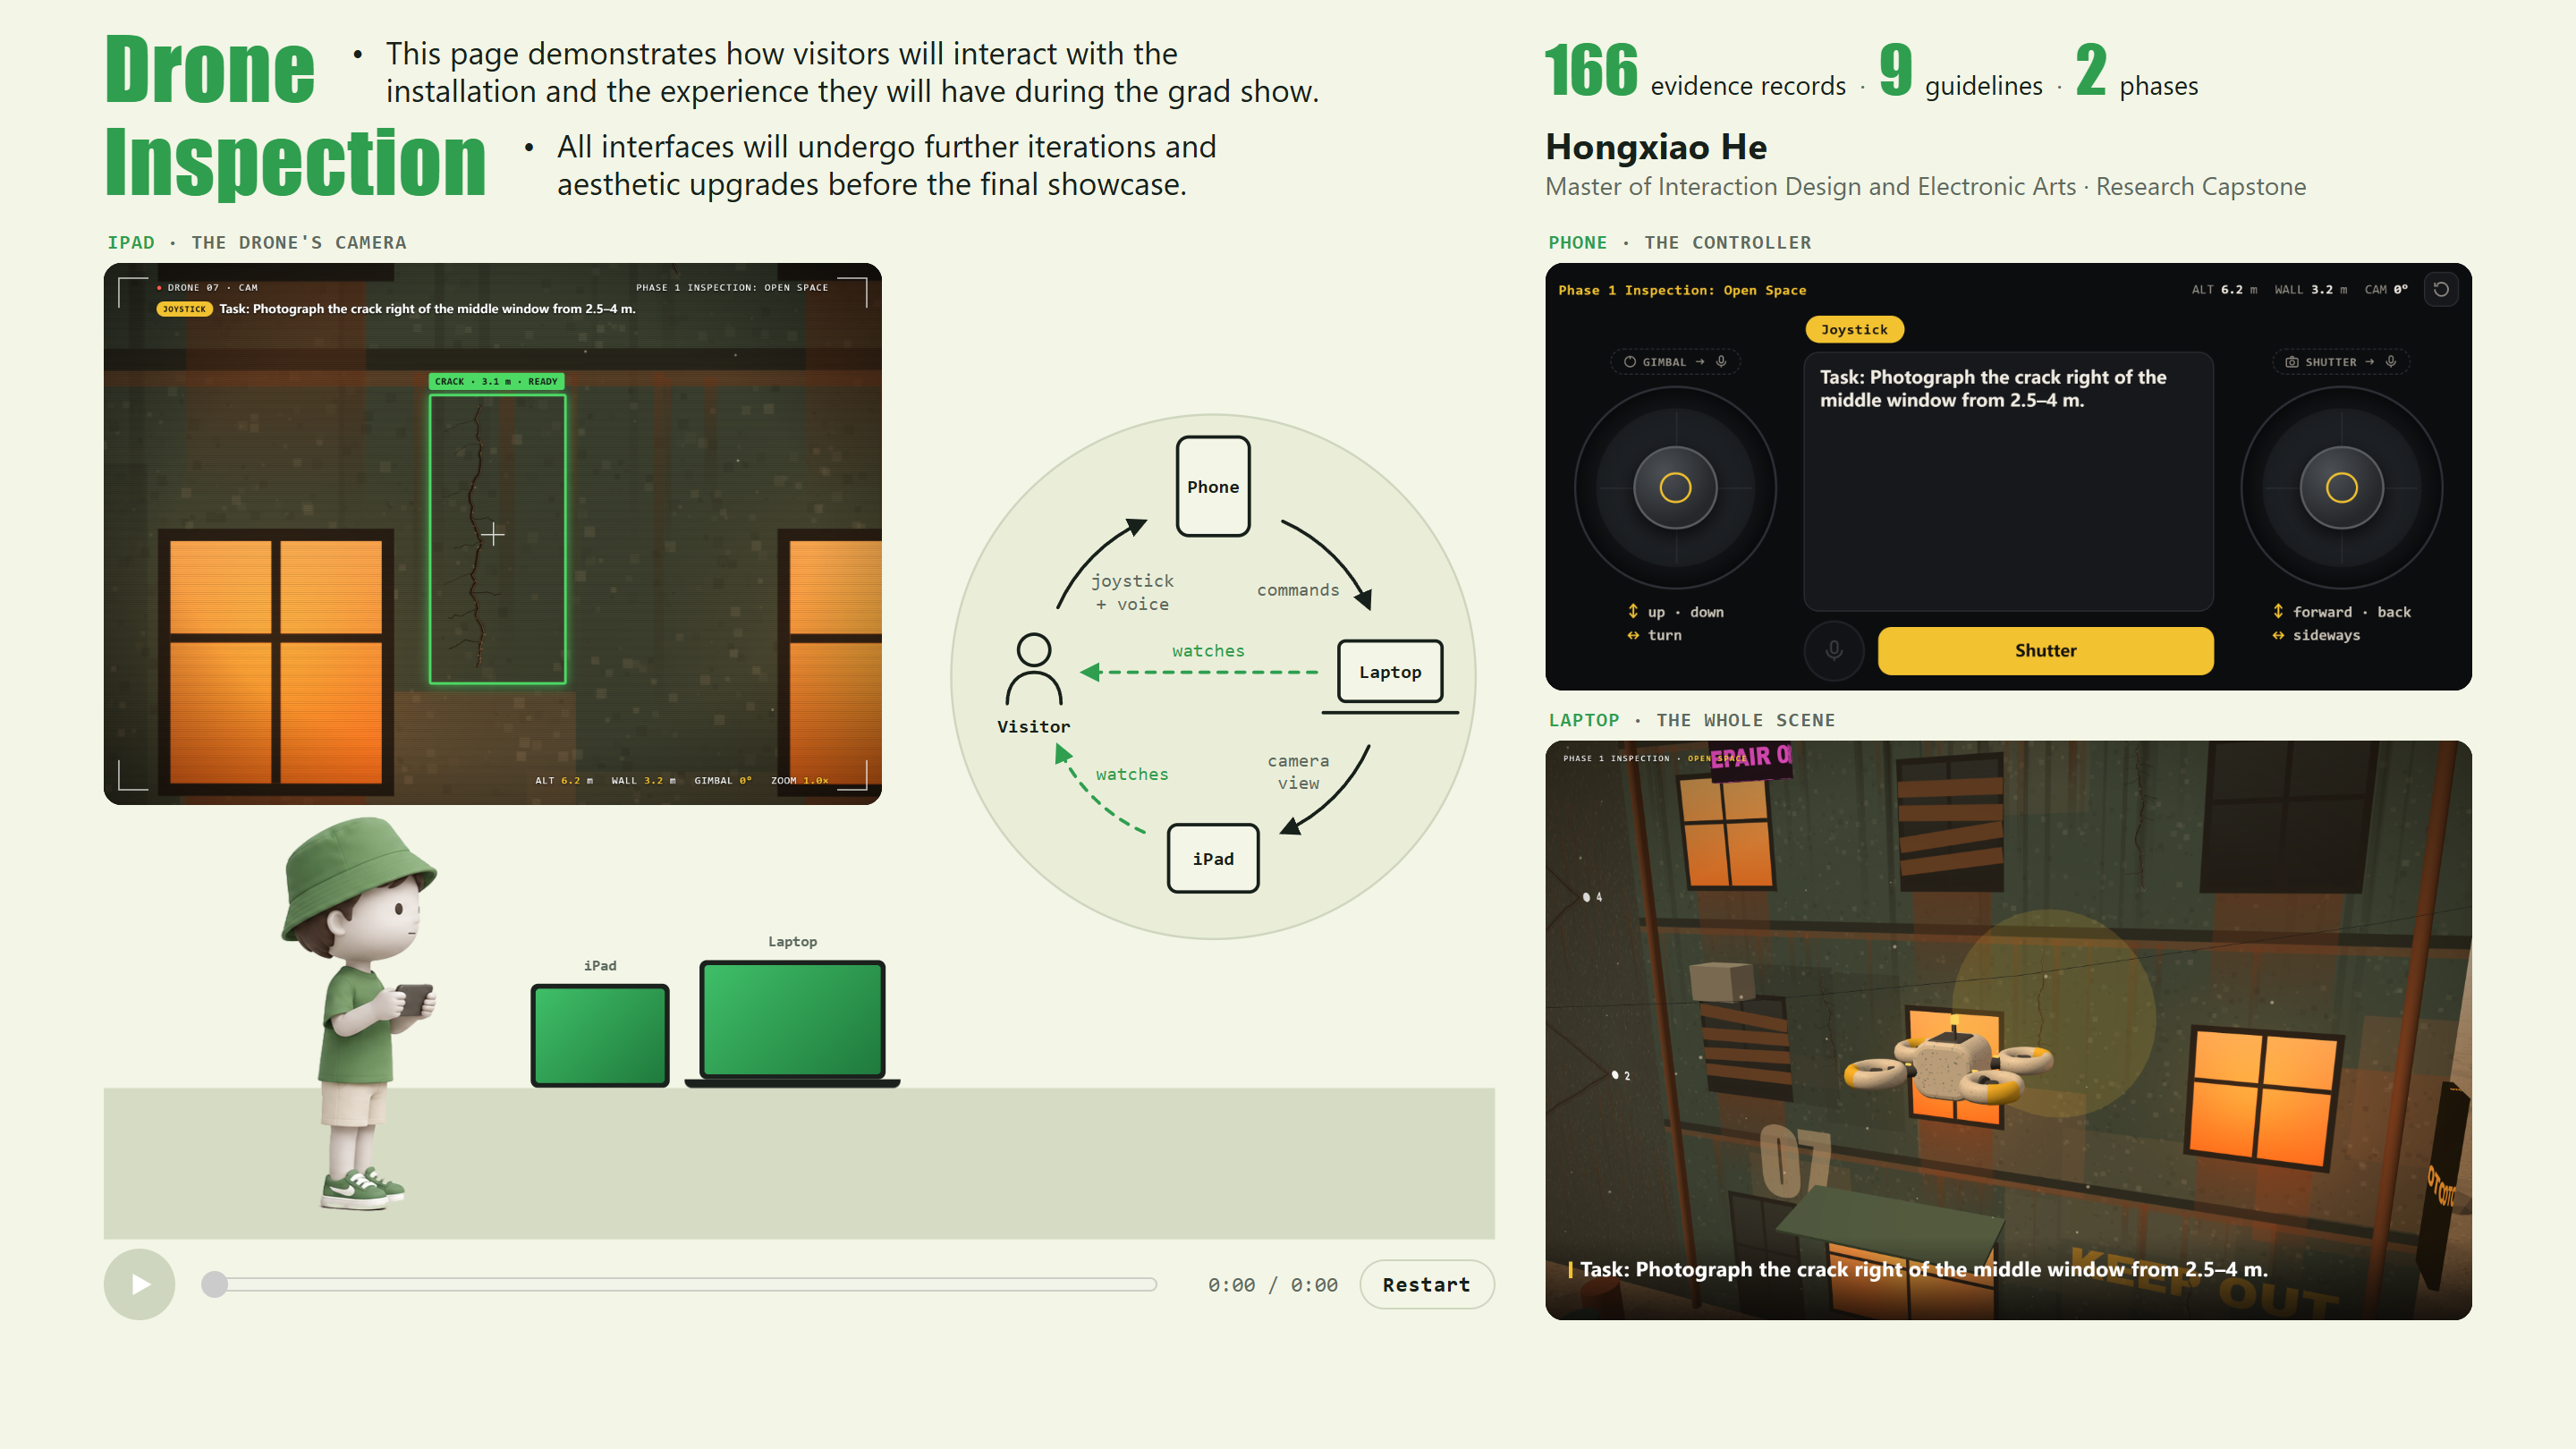 Drone
Inspection
• This page demonstrates how visitors will interact with the
installation and the experience they will have during the grad show.
• All interfaces will undergo further iterations and
aesthetic upgrades before the final showcase.
166 evidence records · 9 guidelines · 2 phases
Hongxiao He
Master of Interaction Design and Electronic Arts · Research Capstone
IPAD · THE DRONE'S CAMERA
DRONE 07 · CAM
PHASE 1 INSPECTION: OPEN SPACE
JOYSTICK Task: Photograph the crack right of the middle window from 2.5–4 m.
CRACK · 3.1 m · READY
ALT 6.2 m WALL 3.2 m GIMBAL 0° ZOOM 1.0×
Phone
joystick
+ voice
commands
watches
Laptop
Visitor
watches
camera
view
iPad
iPad
Laptop
0:00 / 0:00
Restart
PHONE · THE CONTROLLER
Phase 1 Inspection: Open Space
ALT 6.2 m WALL 3.2 m CAM 0°
Joystick
GIMBAL →
SHUTTER →
Task: Photograph the crack right of the
middle window from 2.5–4 m.
↕ up · down
↔ turn
↕ forward · back
↔ sideways
Shutter
LAPTOP · THE WHOLE SCENE
PHASE 1 INSPECTION · OPEN SPACE
EPAIR
4
2
07
KEEP OUT
Task: Photograph the crack right of the middle window from 2.5–4 m.